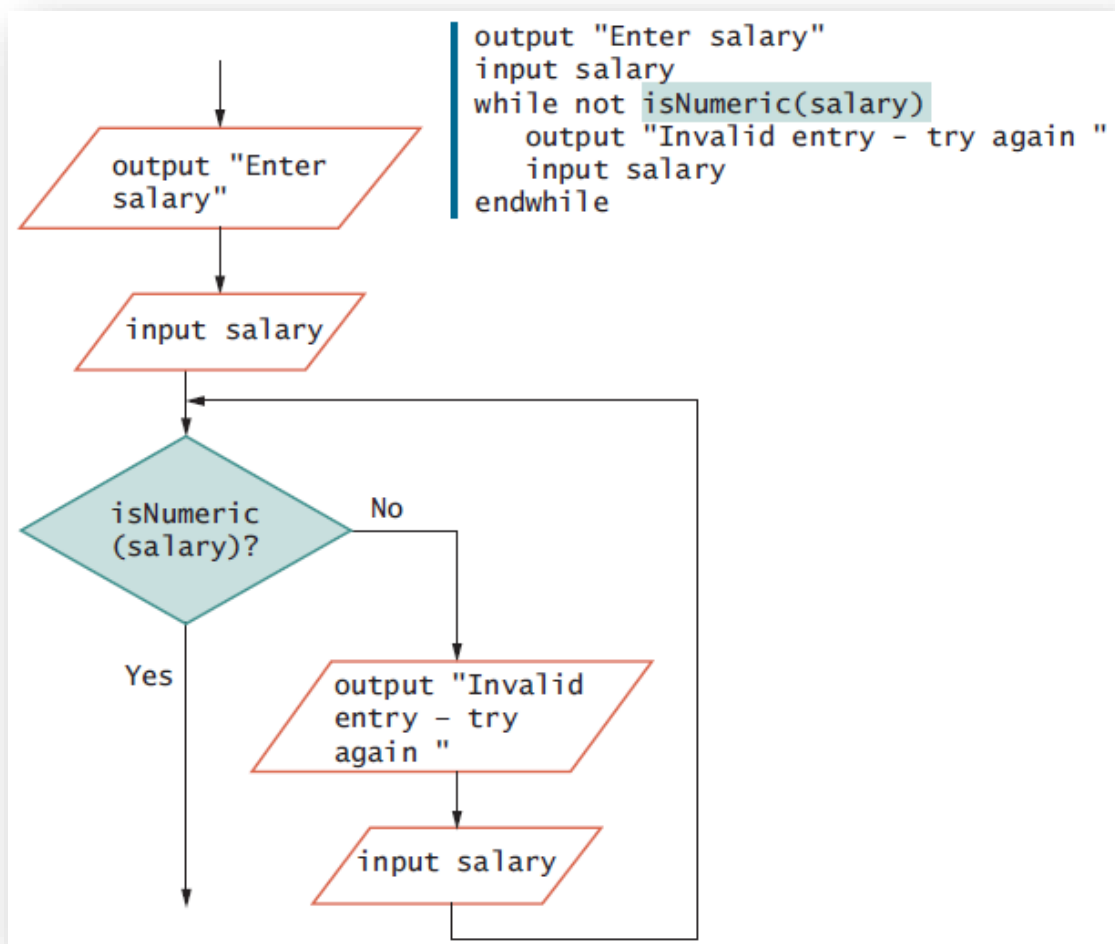 output "Enter salary"
input salary
while not isNumeric(salary)
output "Invalid entry – try again "
input salary
endwhile
output "Enter
salary"
input salary
isNumeric
(salary)?
No
Yes
output "Invalid
entry – try
again "
input salary